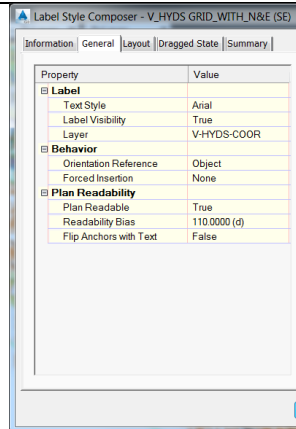 Label Style Composer - V_HYDS GRID_WITH_N&E (SE)
Information General Layout Dragged State Summary
Property Value
Label
Text Style Arial
Label Visibility True
Layer V-HYDS-COOR
Behavior
Orientation Reference Object
Forced Insertion None
Plan Readability
Plan Readable True
Readability Bias 110.0000 (d)
Flip Anchors with Text False